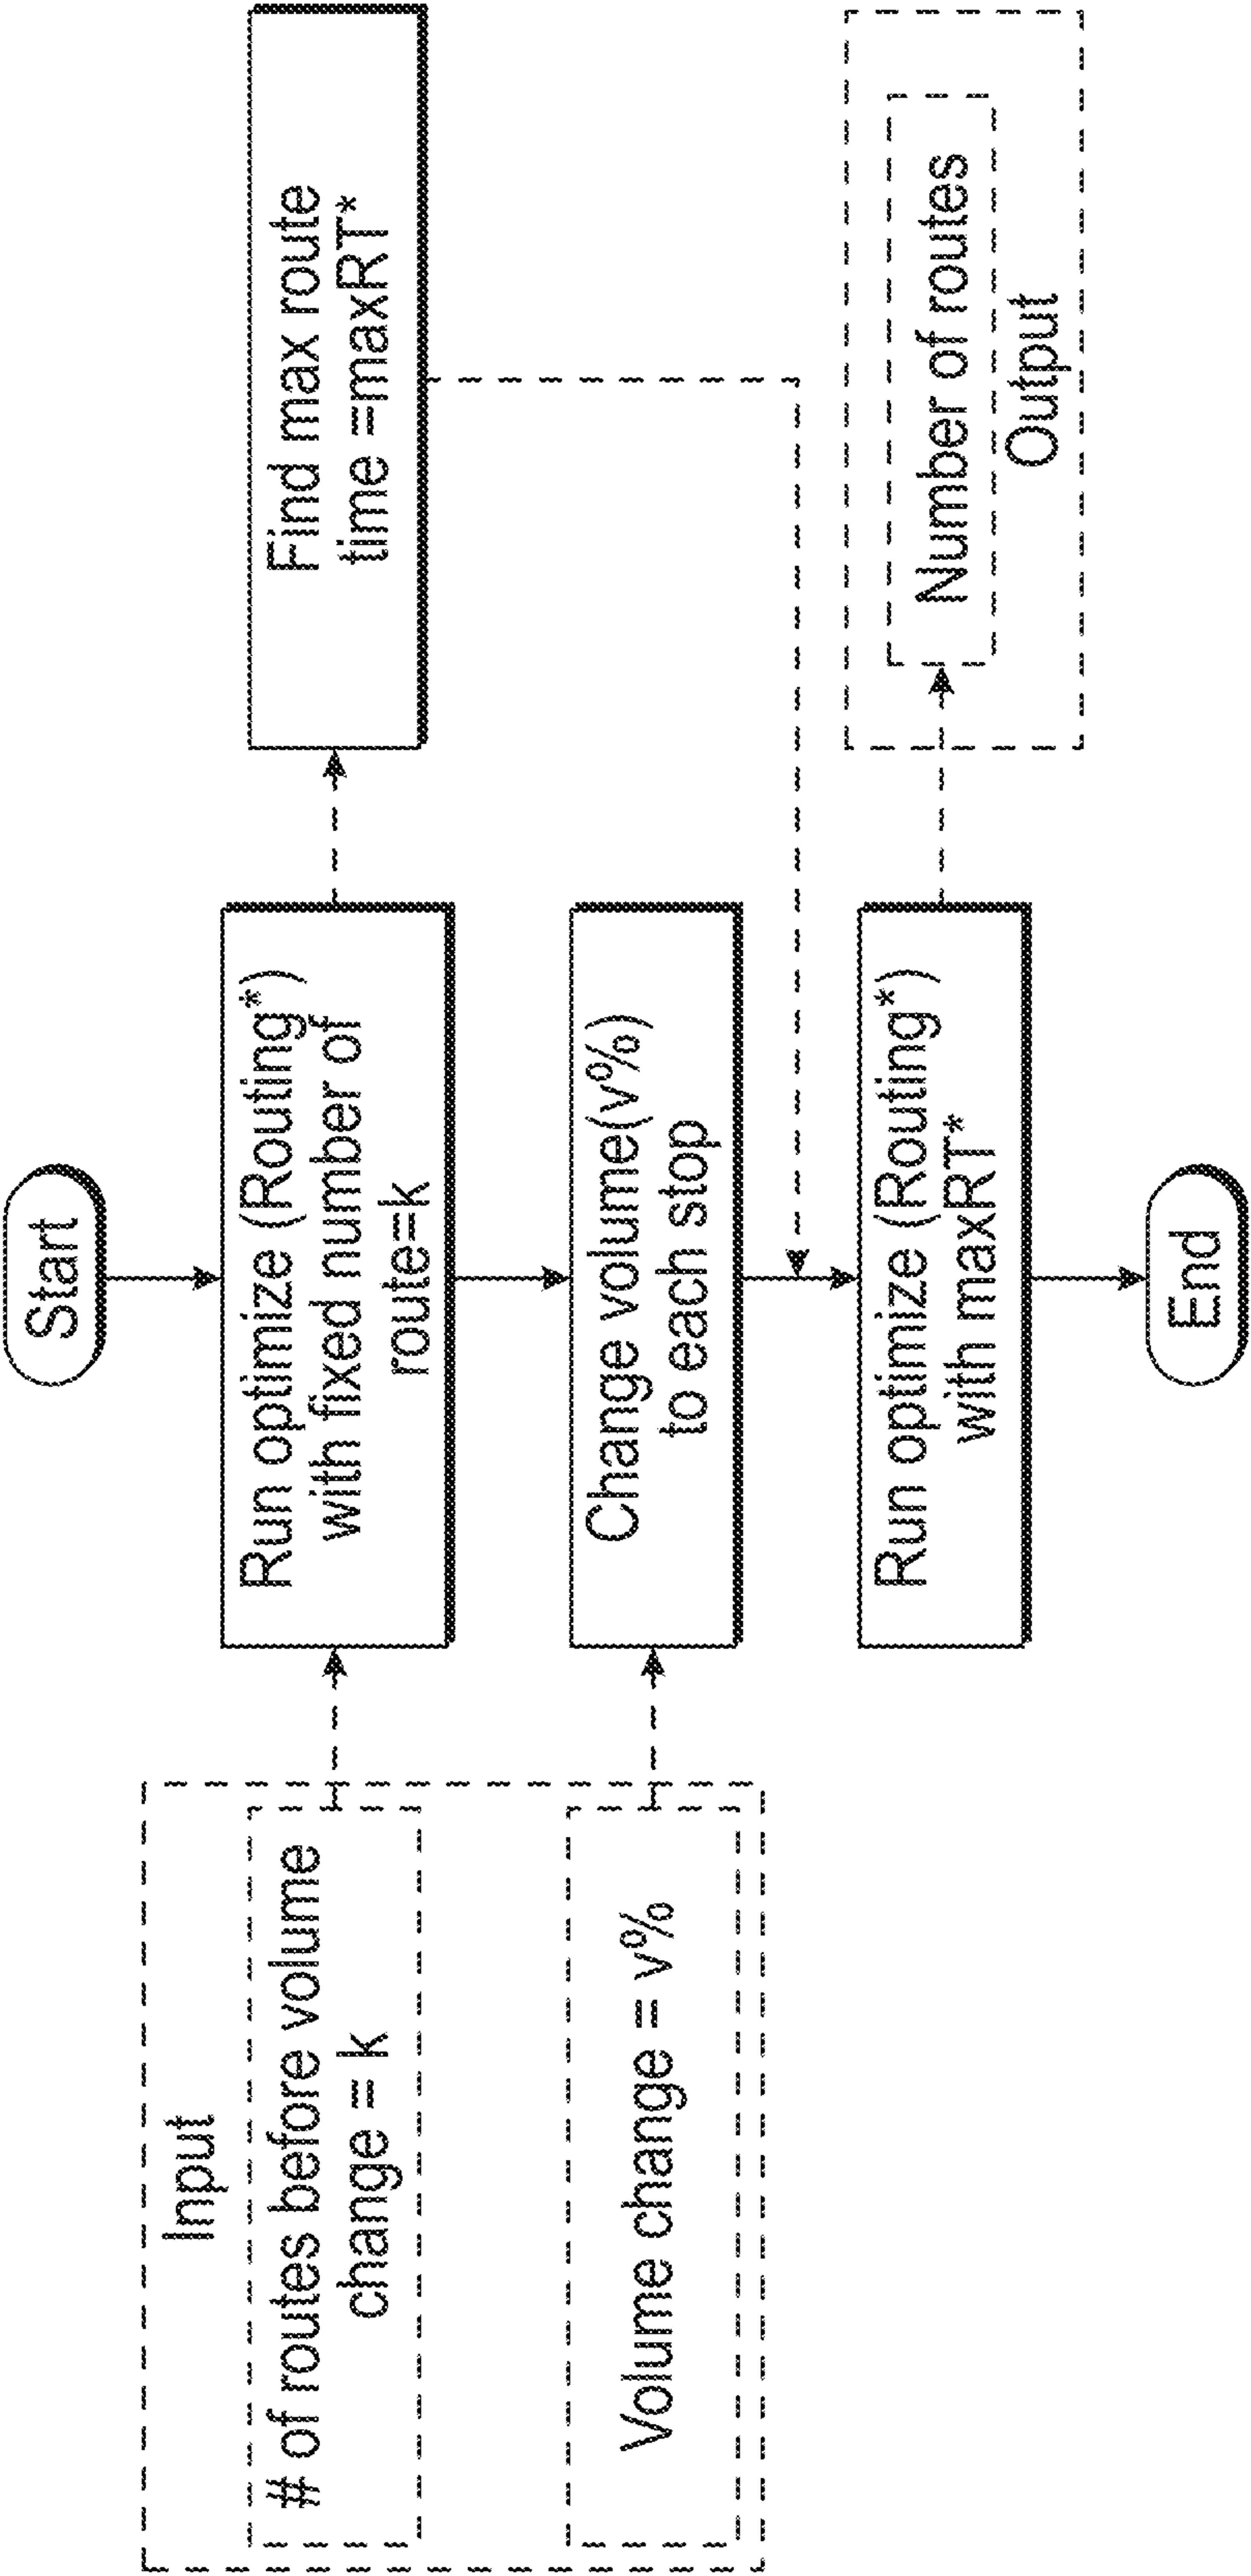 Start
Input
# of routes before volume
change = k
Run optimize (Routing*)
with fixed number of
route=k
Find max route
time =maxRT*
Volume change = v%
Change volume(v%)
to each stop
Run optimize (Routing*)
with maxRT*
Number of routes
Output
End